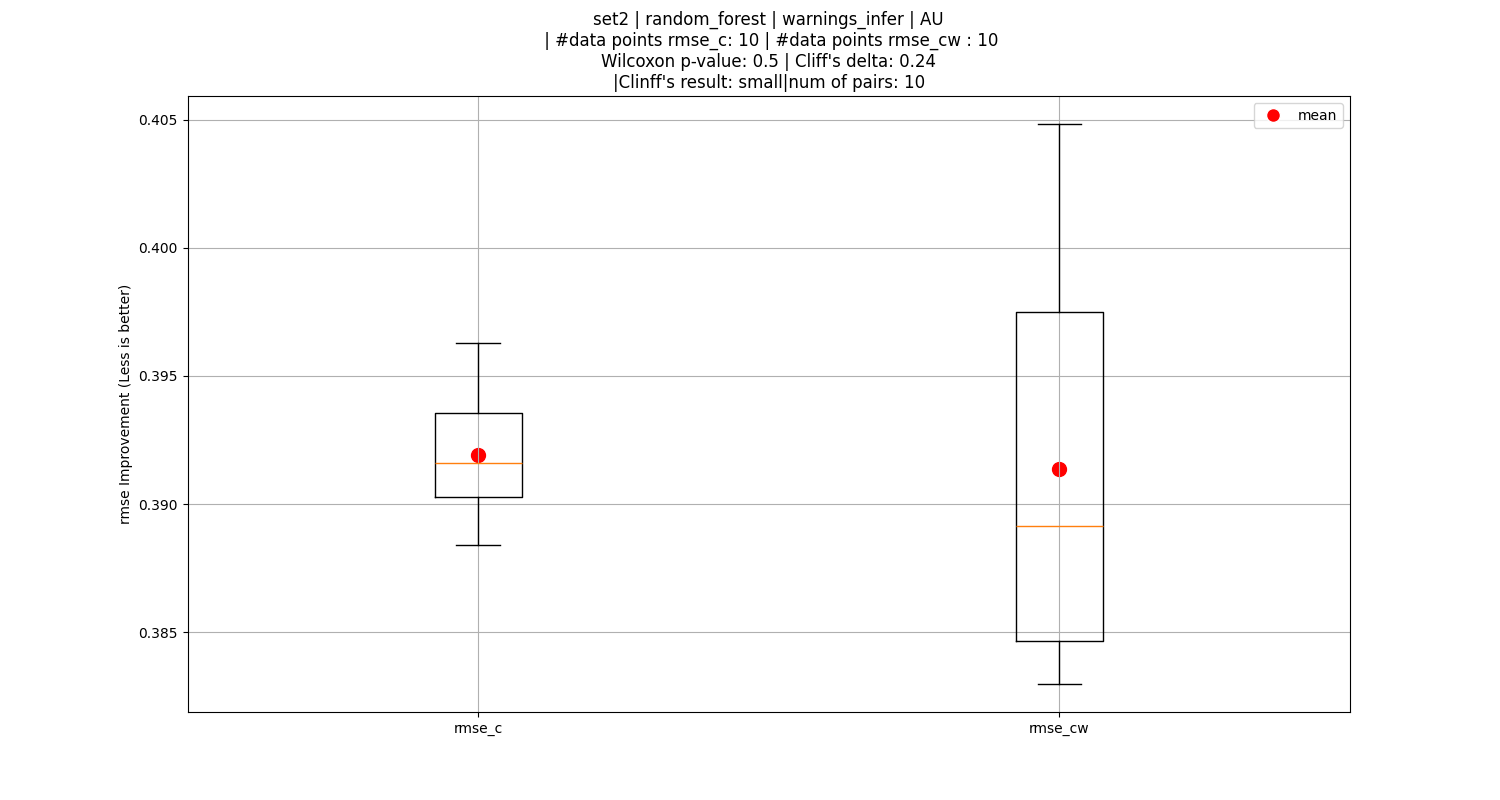 set2 | random_forest | warnings_infer | AU
| #data points rmse_c: 10 | #data points rmse_cw : 10
Wilcoxon p-value: 0.5 | Cliff's delta: 0.24
|Clinff's result: small|num of pairs: 10
mean
rmse Improvement (Less is better)
0.405
0.400
0.395
0.390
0.385
rmse_c
rmse_cw